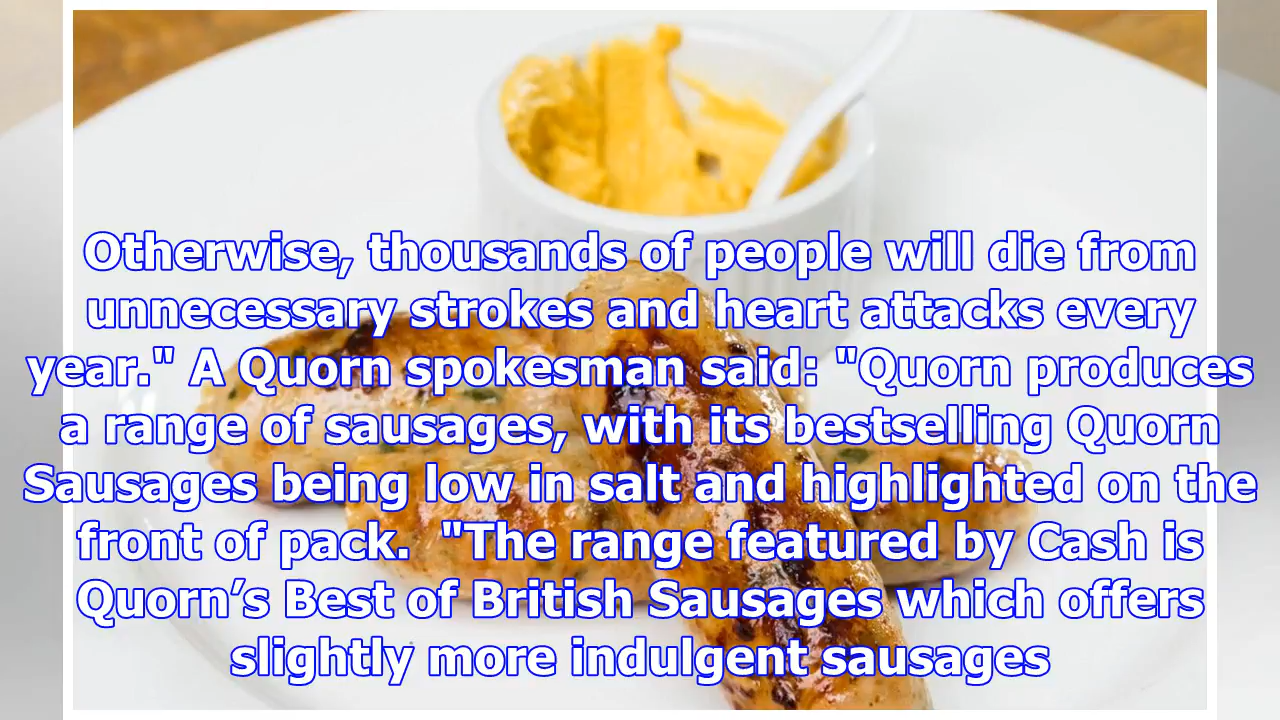 Otherwise, thousands of people will die from
unnecessary strokes and heart attacks every
year." A Quorn spokesman said: "Quorn produces
a range of sausages, with its bestselling Quorn
Sausages being low in salt and highlighted on the
front of pack.  "The range featured by Cash is
Quorn’s Best of British Sausages which offers
slightly more indulgent sausages